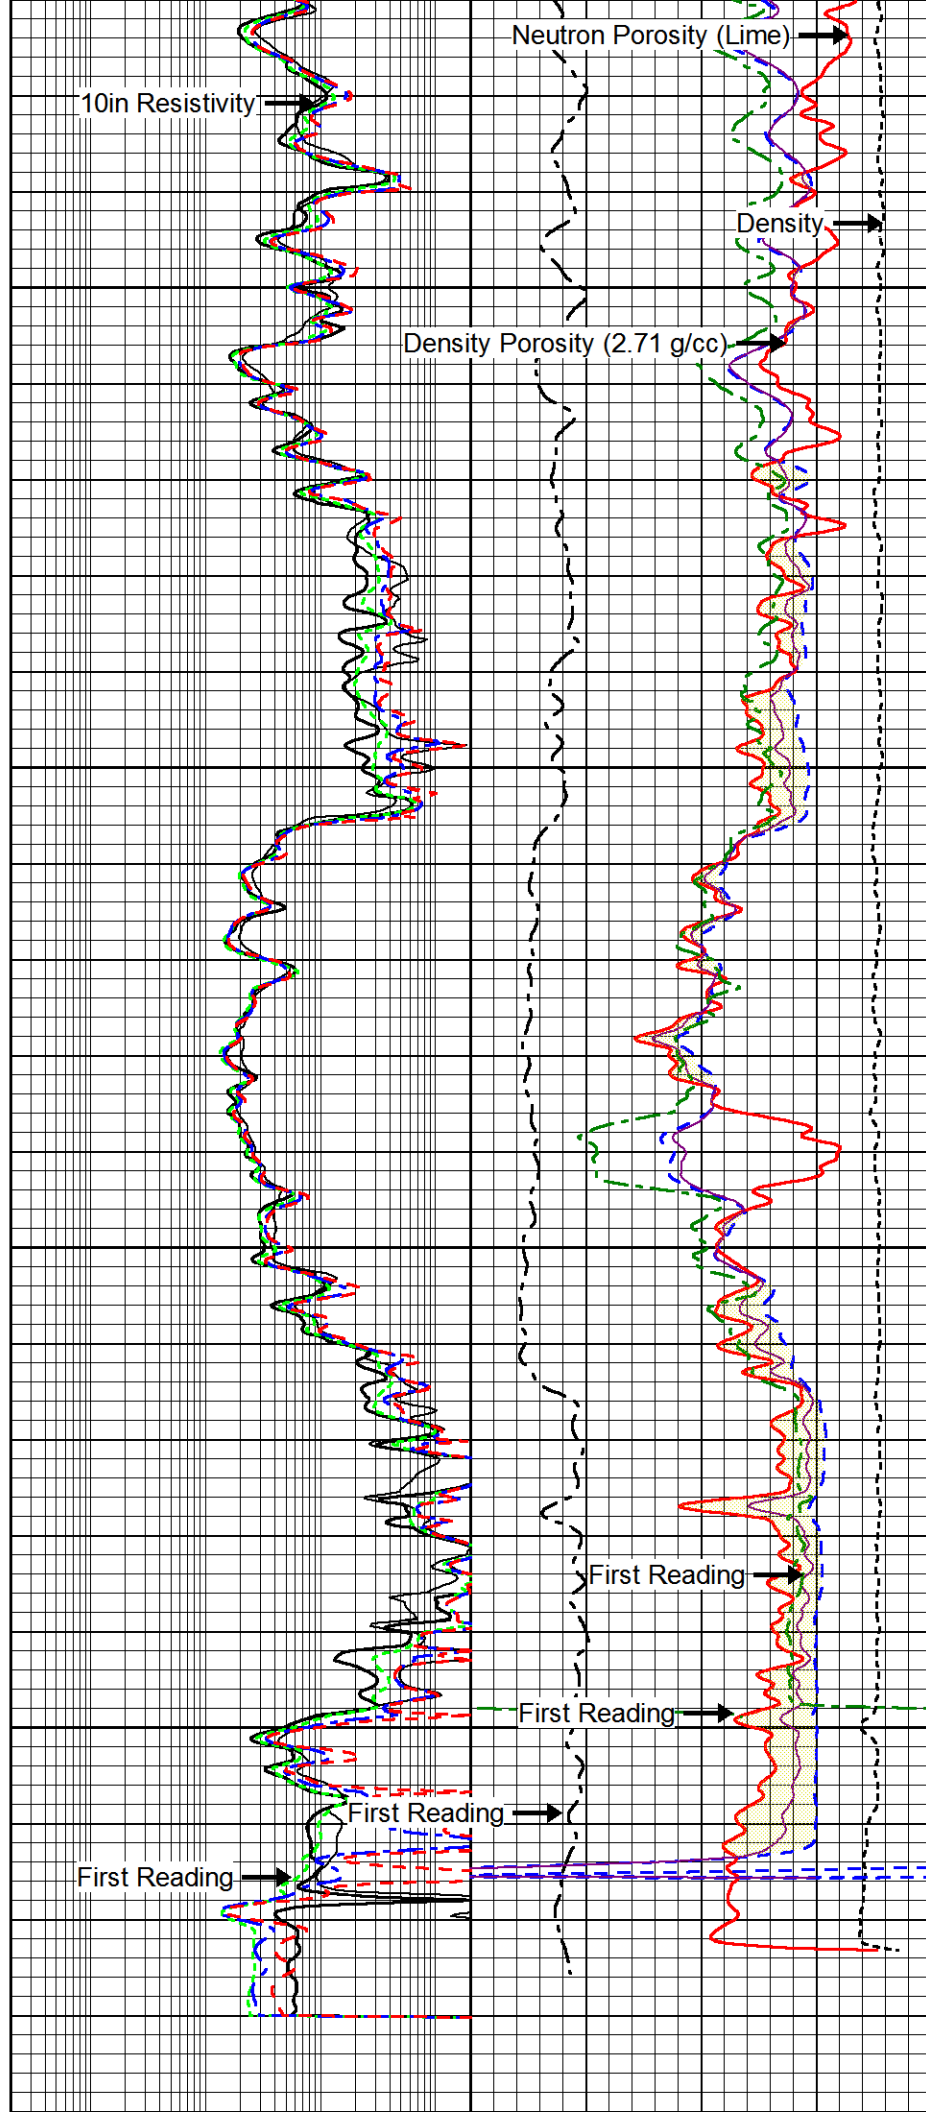 Neutron Porosity (Lime)
10in Resistivity
Density
Density Porosity (2.71 g/cc)
First Reading
First Reading
First Reading
First Reading